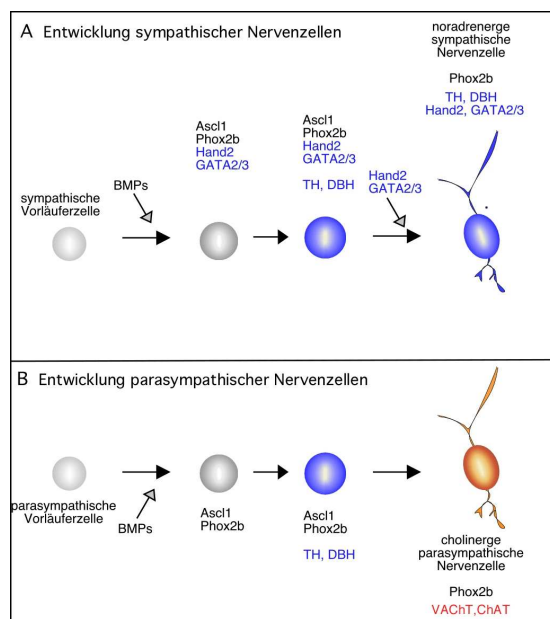 A Entwicklung sympathischer Nervenzellen
noradrenerge
sympathische
Nervenzelle
Phox2b
TH, DBH
Hand2, GATA2/3
Ascl1
Phox2b
Hand2
GATA2/3
Ascl1
Phox2b
Hand2
GATA2/3
TH, DBH
Hand2
GATA2/3
BMPs
sympathische
Vorläuferzelle
B Entwicklung parasympathischer Nervenzellen
parasympathische
Vorläuferzelle
BMPs
Ascl1
Phox2b
Ascl1
Phox2b
TH, DBH
cholinerge
parasympathische
Nervenzelle
Phox2b
VAChT,ChAT